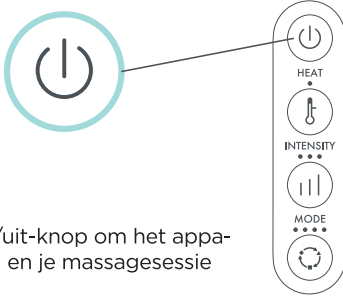 HEAT
INTENSITY
MODE
/uit-knop om het appa-
en je massagesessie